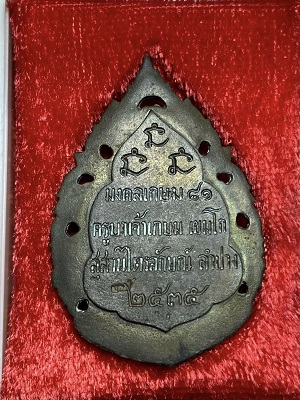 มงคลเกษม ๘๑
ครูบาเจ้าเกษม เขมโก
สุสานไตรลักษณ์ ลำปาง
ปี๒๕๓๕